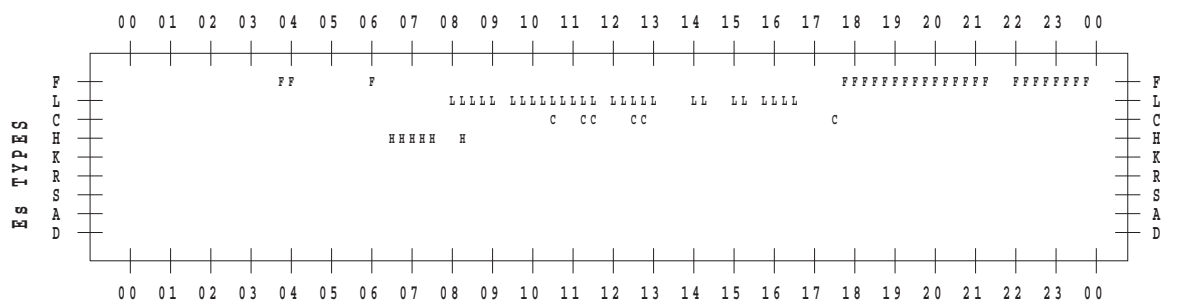 00 01 02 03 04 05 06 07 08 09 10 11 12 13 14 15 16 17 18 19 20 21 22 23 00
F FF F FFFFFFFFFFFFFFF FFFFFFFF F
L LLLLL LLLLLLLLL LLLLL LL LL LLLL L
C C CC CC C C
H HHHHH H H
K K
R R
S S
A A
D D
Es TYPES
00 01 02 03 04 05 06 07 08 09 10 11 12 13 14 15 16 17 18 19 20 21 22 23 00